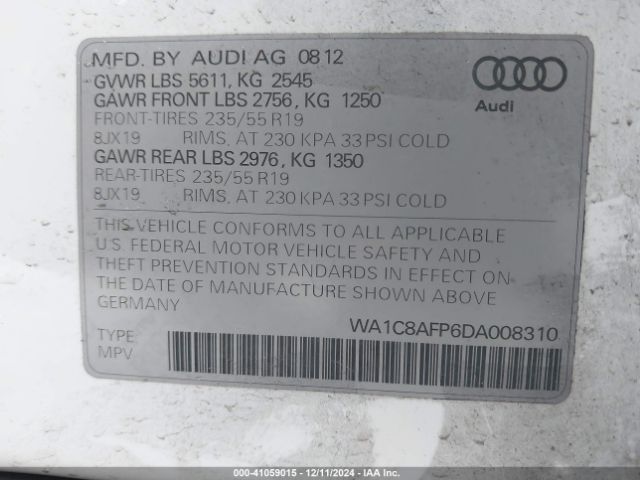 MFD. BY AUDI AG 08 12
GVWR LBS 5611, KG 2545
GAWR FRONT LBS 2756, KG 1250
FRONT-TIRES 235/55 R19
8JX19 RIMS, AT 230 KPA 33 PSI COLD
GAWR REAR LBS 2976, KG 1350
REAR-TIRES 235/55 R19
8JX19 RIMS, AT 230 KPA 33 PSI COLD
Audi
THIS VEHICLE CONFORMS TO ALL APPLICABLE
U.S. FEDERAL MOTOR VEHICLE SAFETY AND
THEFT PREVENTION STANDARDS IN EFFECT ON
THE DATE OF MANUFACTURE SHOWN ABOVE
GERMANY
WA1C8AFP6DA008310
TYPE:
MPV
000-41059015 - 12/11/2024 - IAA Inc.